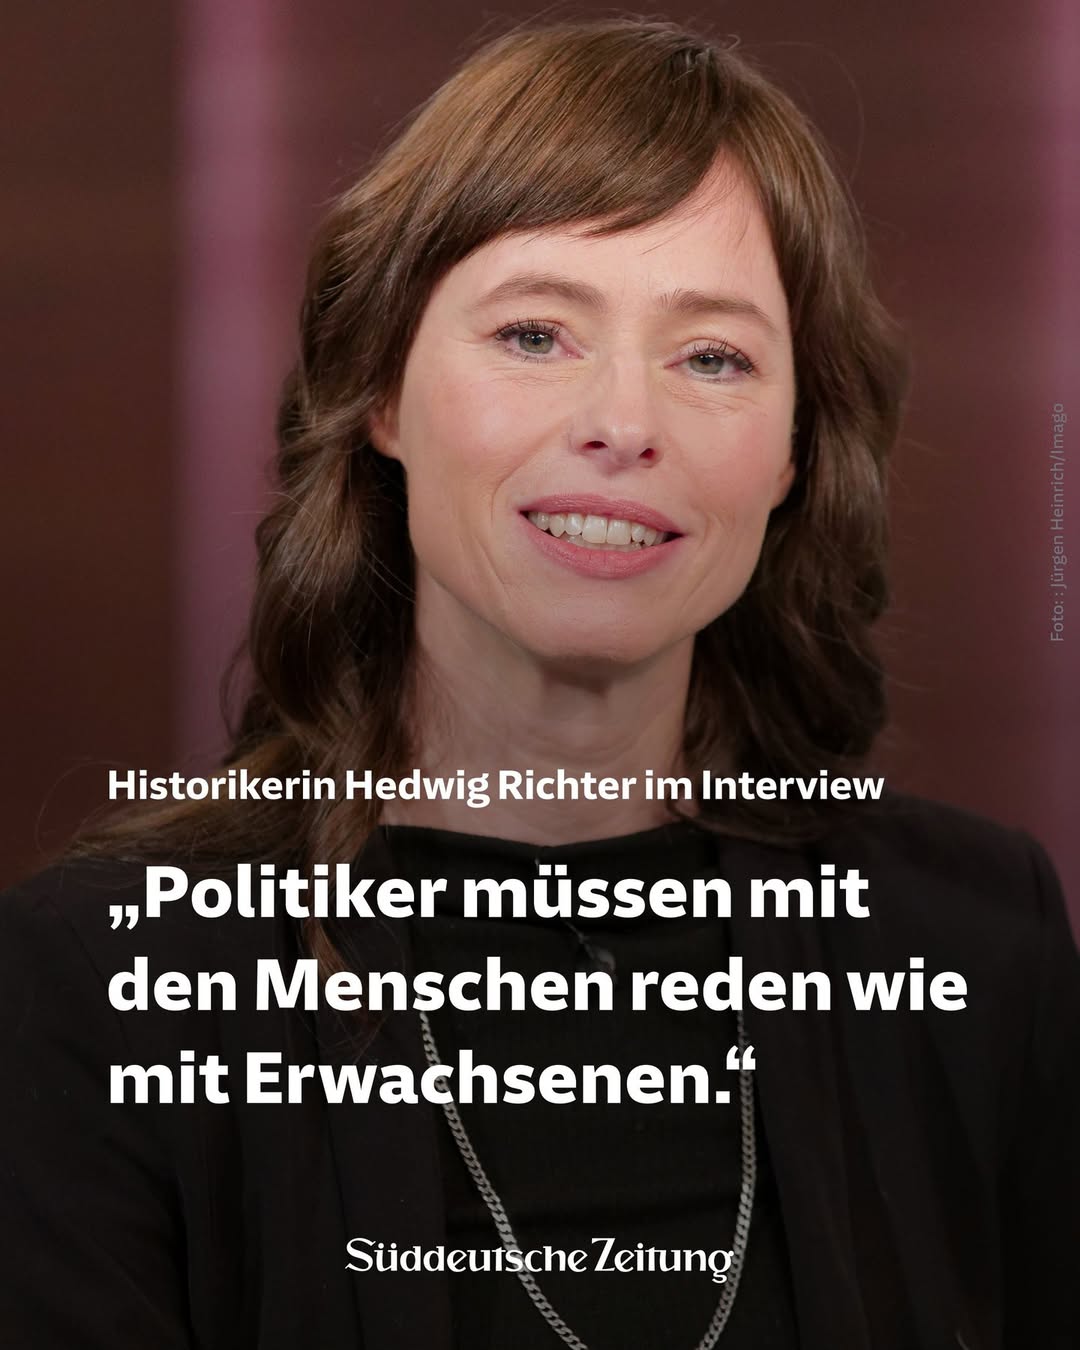 Foto: : Jürgen Heinrich/Imago
Historikerin Hedwig Richter im Interview
„Politiker müssen mit
den Menschen reden wie
mit Erwachsenen.“
Süddeutsche Zeitung